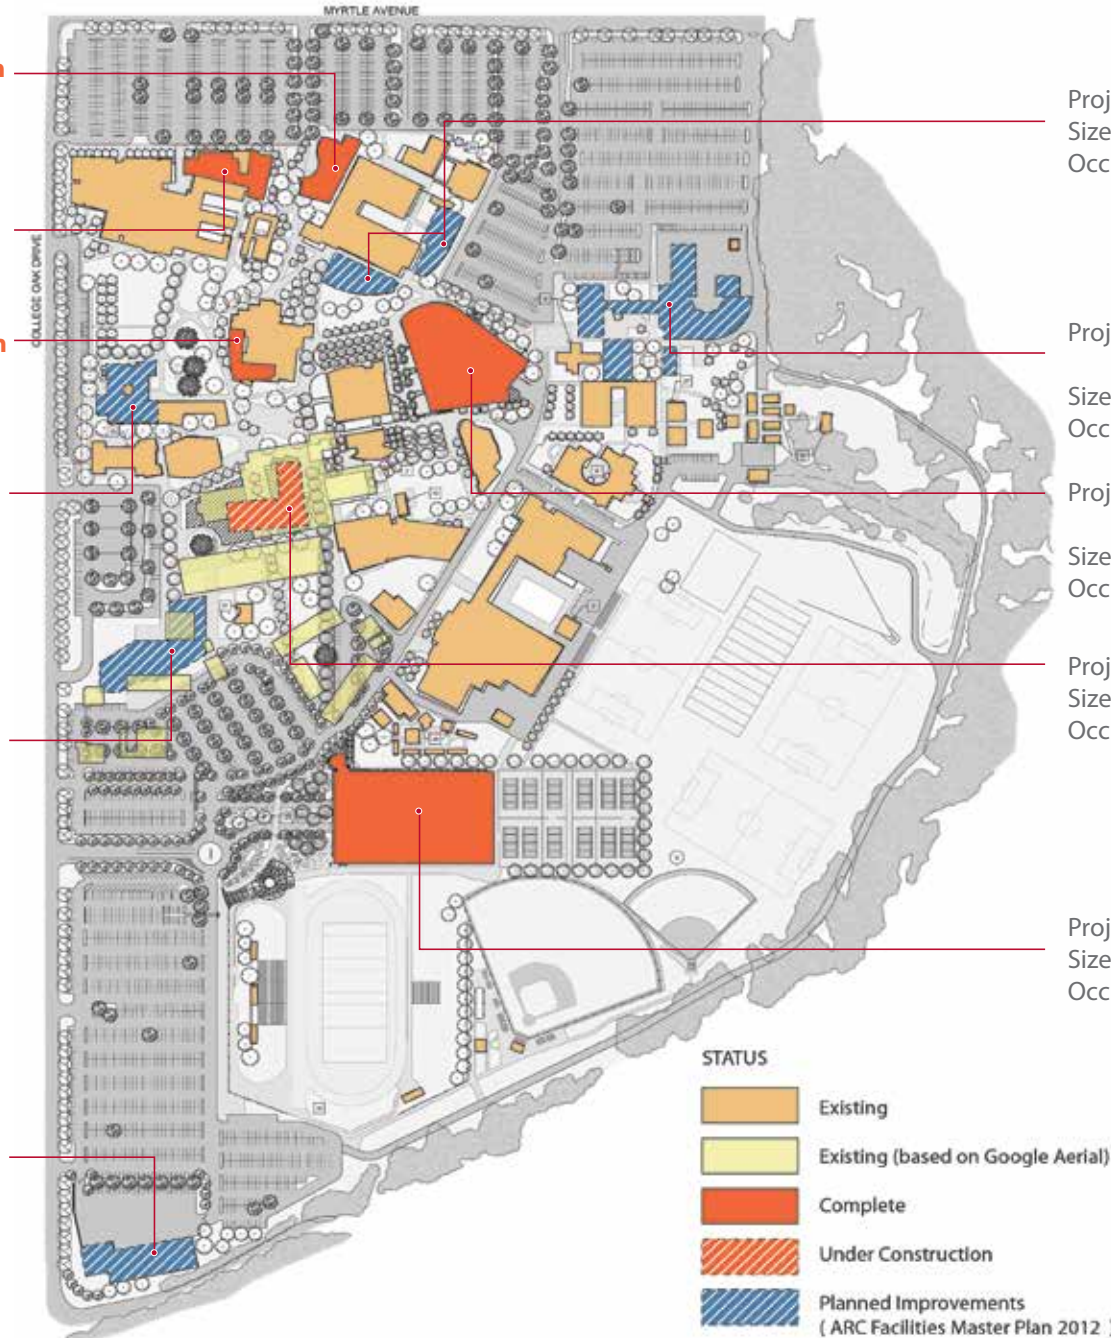 MYRTLE AVENUE
COLLEGE OAK DRIVE
n
n
Proj
Size
Occ
Proj
Size
Occ
Proj
Size
Occ
Proj
Size
Occ
Proj
Size
Occ
STATUS
Existing
Existing (based on Google Aerial)
Complete
Under Construction
Planned Improvements
( ARC Facilities Master Plan 2012 )